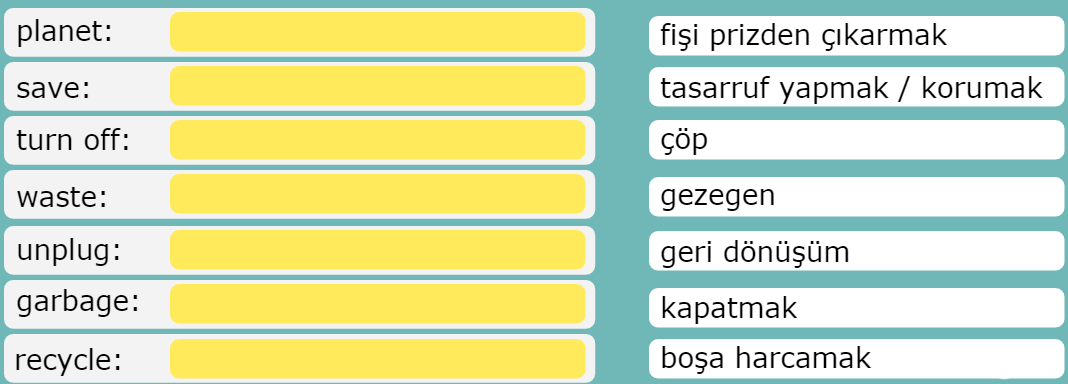 planet:
save:
turn off:
waste:
unplug:
garbage:
recycle:
fişi prizden çıkarmak
tasarruf yapmak / korumak
çöp
gezegen
geri dönüşüm
kapatmak
boşa harcamak